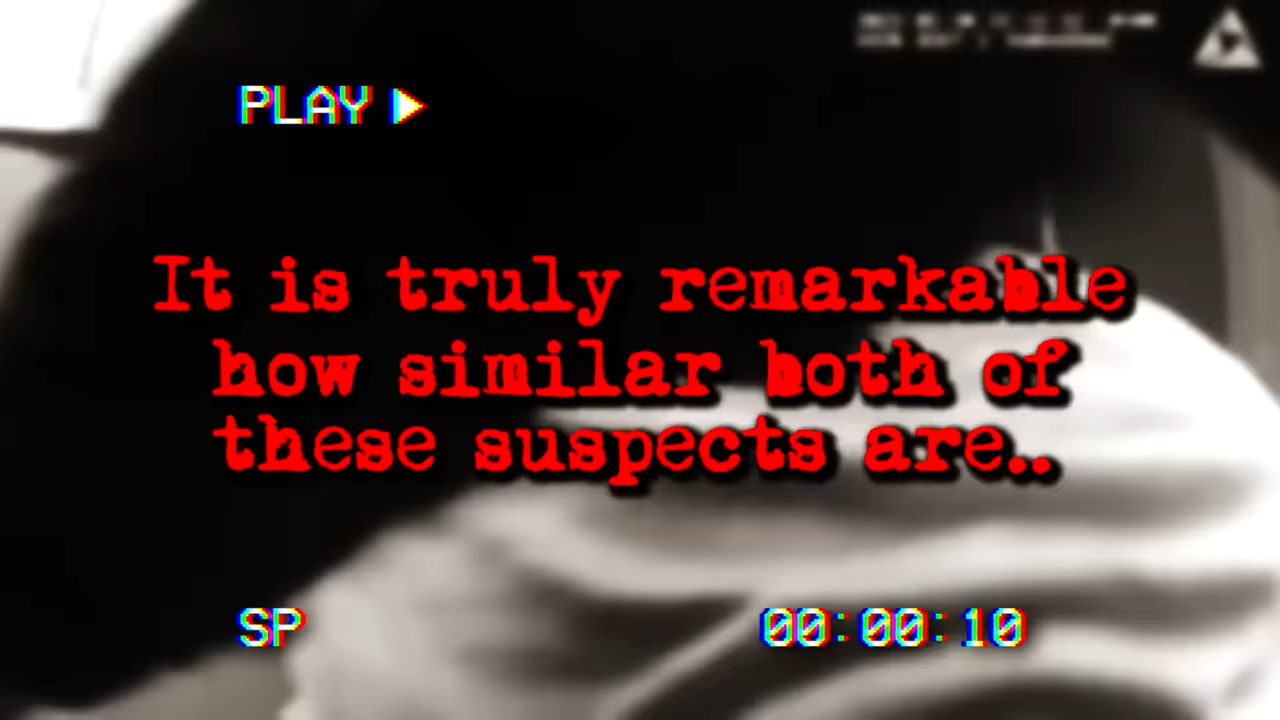 PLAY
It is truly remarkable
how similar both of
these suspects are..
SP
00:00:10